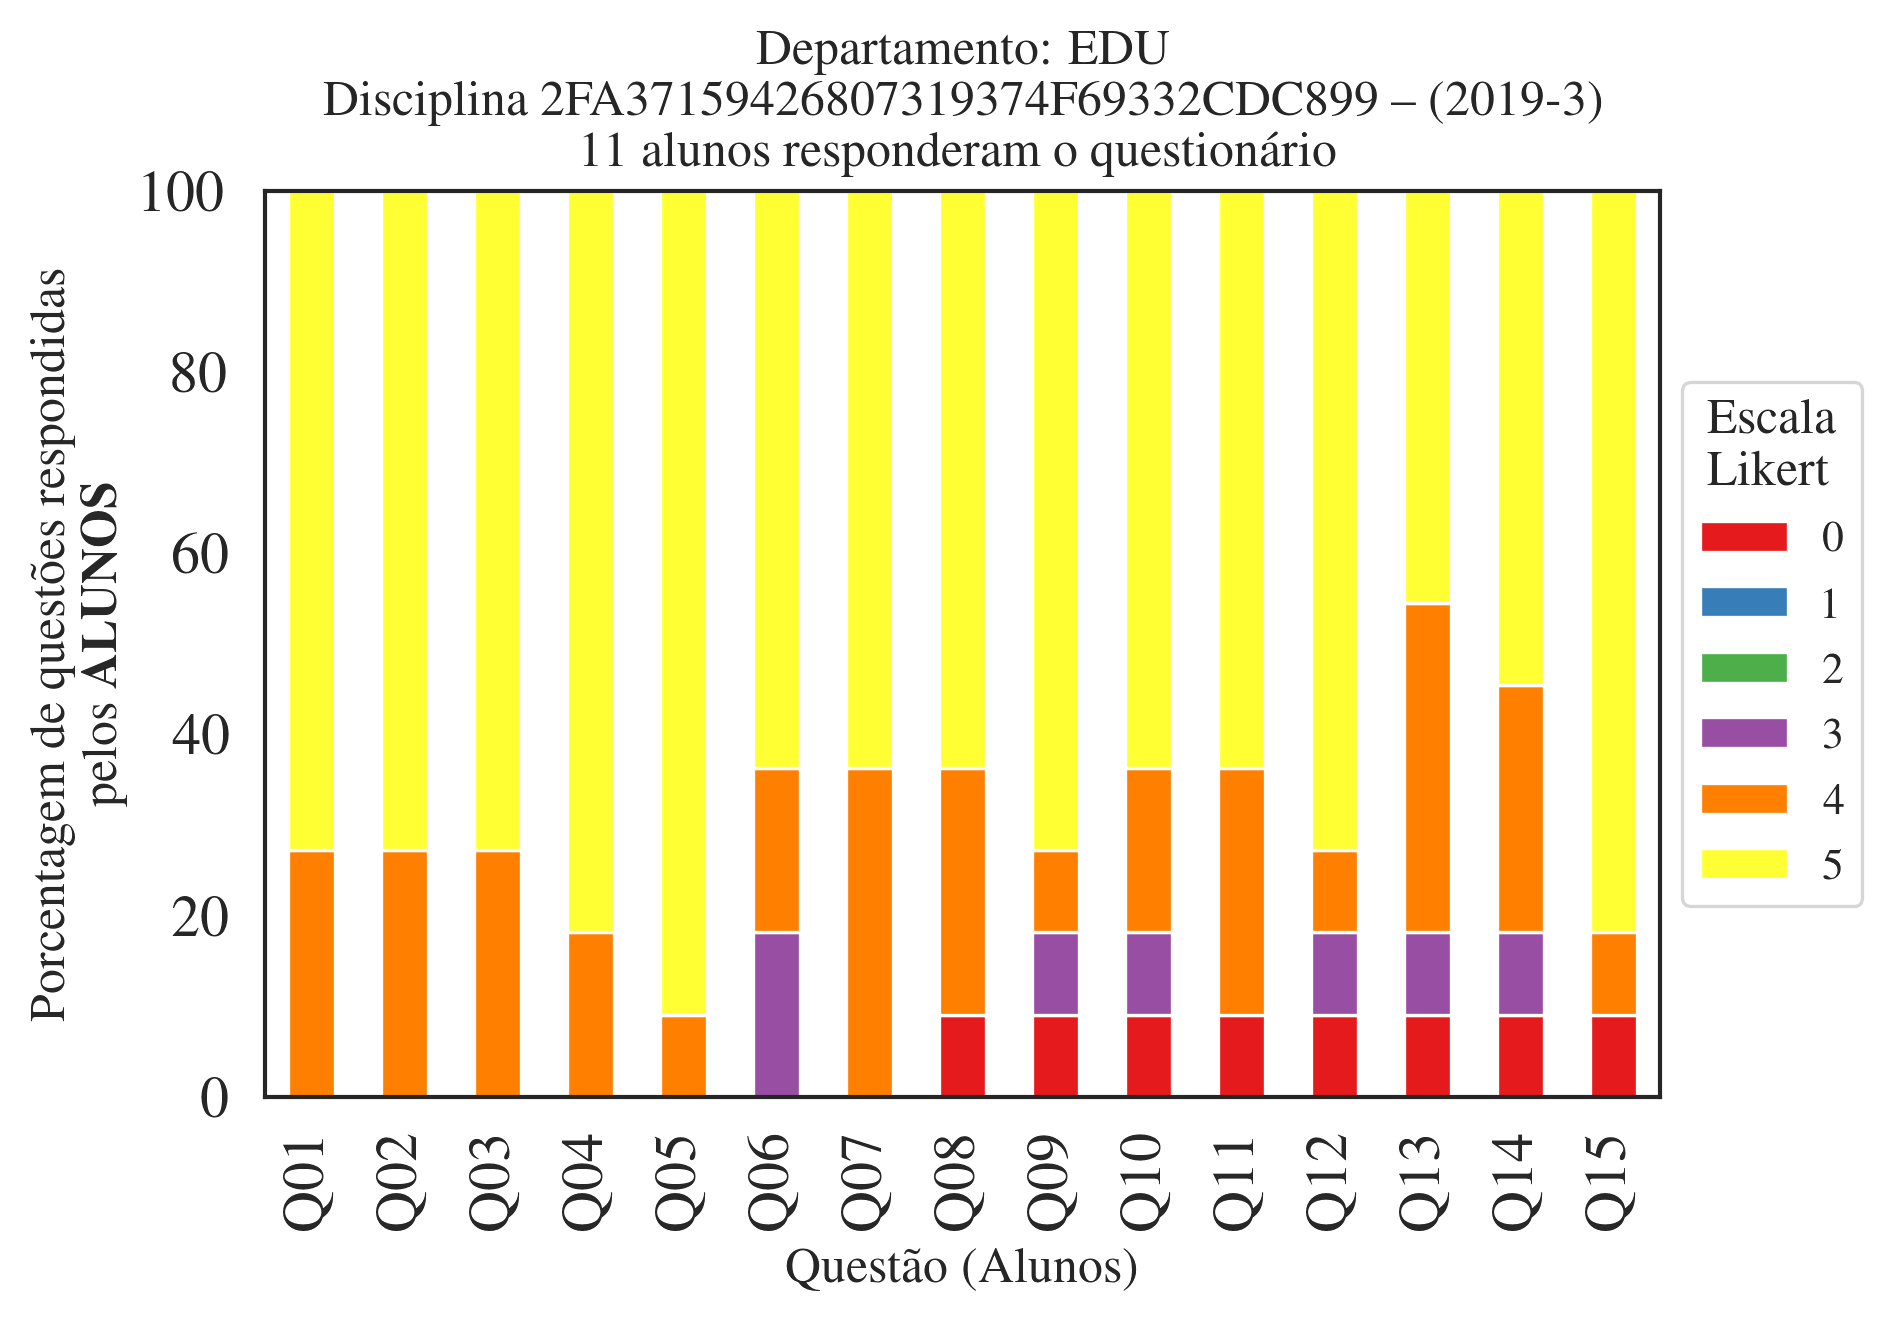 Departamento: EDU
Disciplina 2FA37159426807319374F69332CDC899 – (2019-3)
11 alunos responderam o questionário
Porcentagem de questões respondidas
pelos ALUNOS
100
80
60
40
20
0
Q01
Q02
Q03
Q04
Q05
Q06
Q07
Q08
Q09
Q10
Q11
Q12
Q13
Q14
Q15
Questão (Alunos)
Escala
Likert
0
1
2
3
4
5